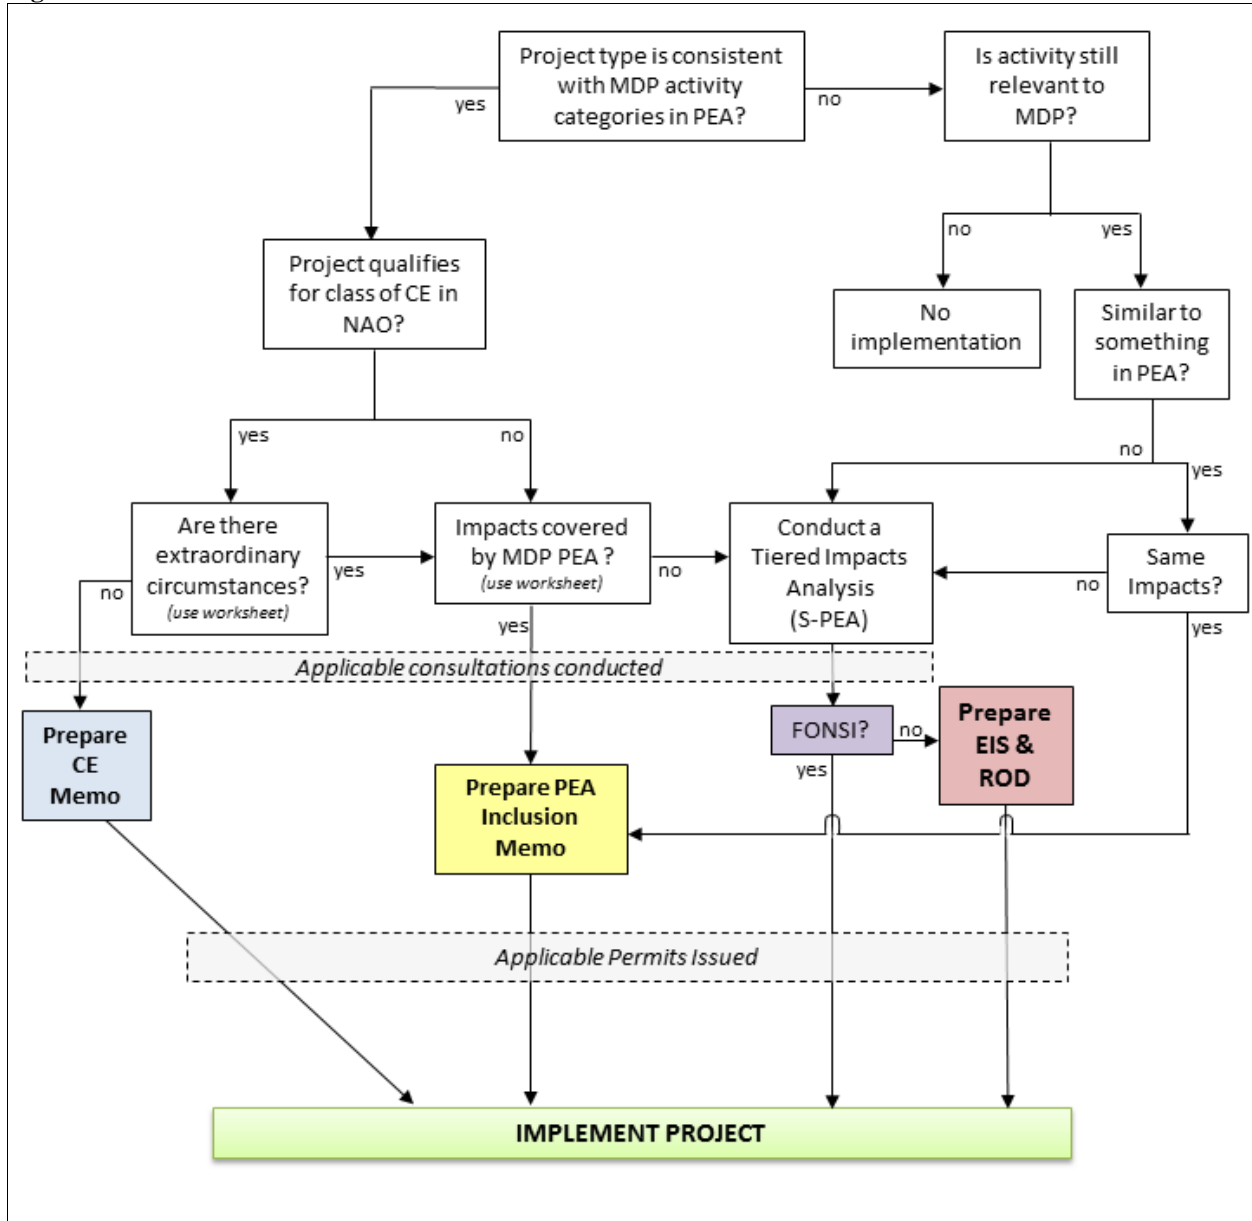 Project type is consistent
with MDP activity
categories in PEA?
Is activity still
relevant to
MDP?
yes
no
no
yes
Project qualifies
for class of CE in
NAO?
No
implementation
Similar to
something
in PEA?
yes
no
no
yes
Are there
extraordinary
circumstances?
(use worksheet)
yes
no
Impacts covered
by MDP PEA ?
(use worksheet)
no
yes
Conduct a
Tiered Impacts
Analysis
(S-PEA)
Same
Impacts?
no
yes
Applicable consultations conducted
Prepare
CE
Memo
Prepare PEA
Inclusion
Memo
FONSI?
no
yes
Prepare
EIS &
ROD
Applicable Permits Issued
IMPLEMENT PROJECT